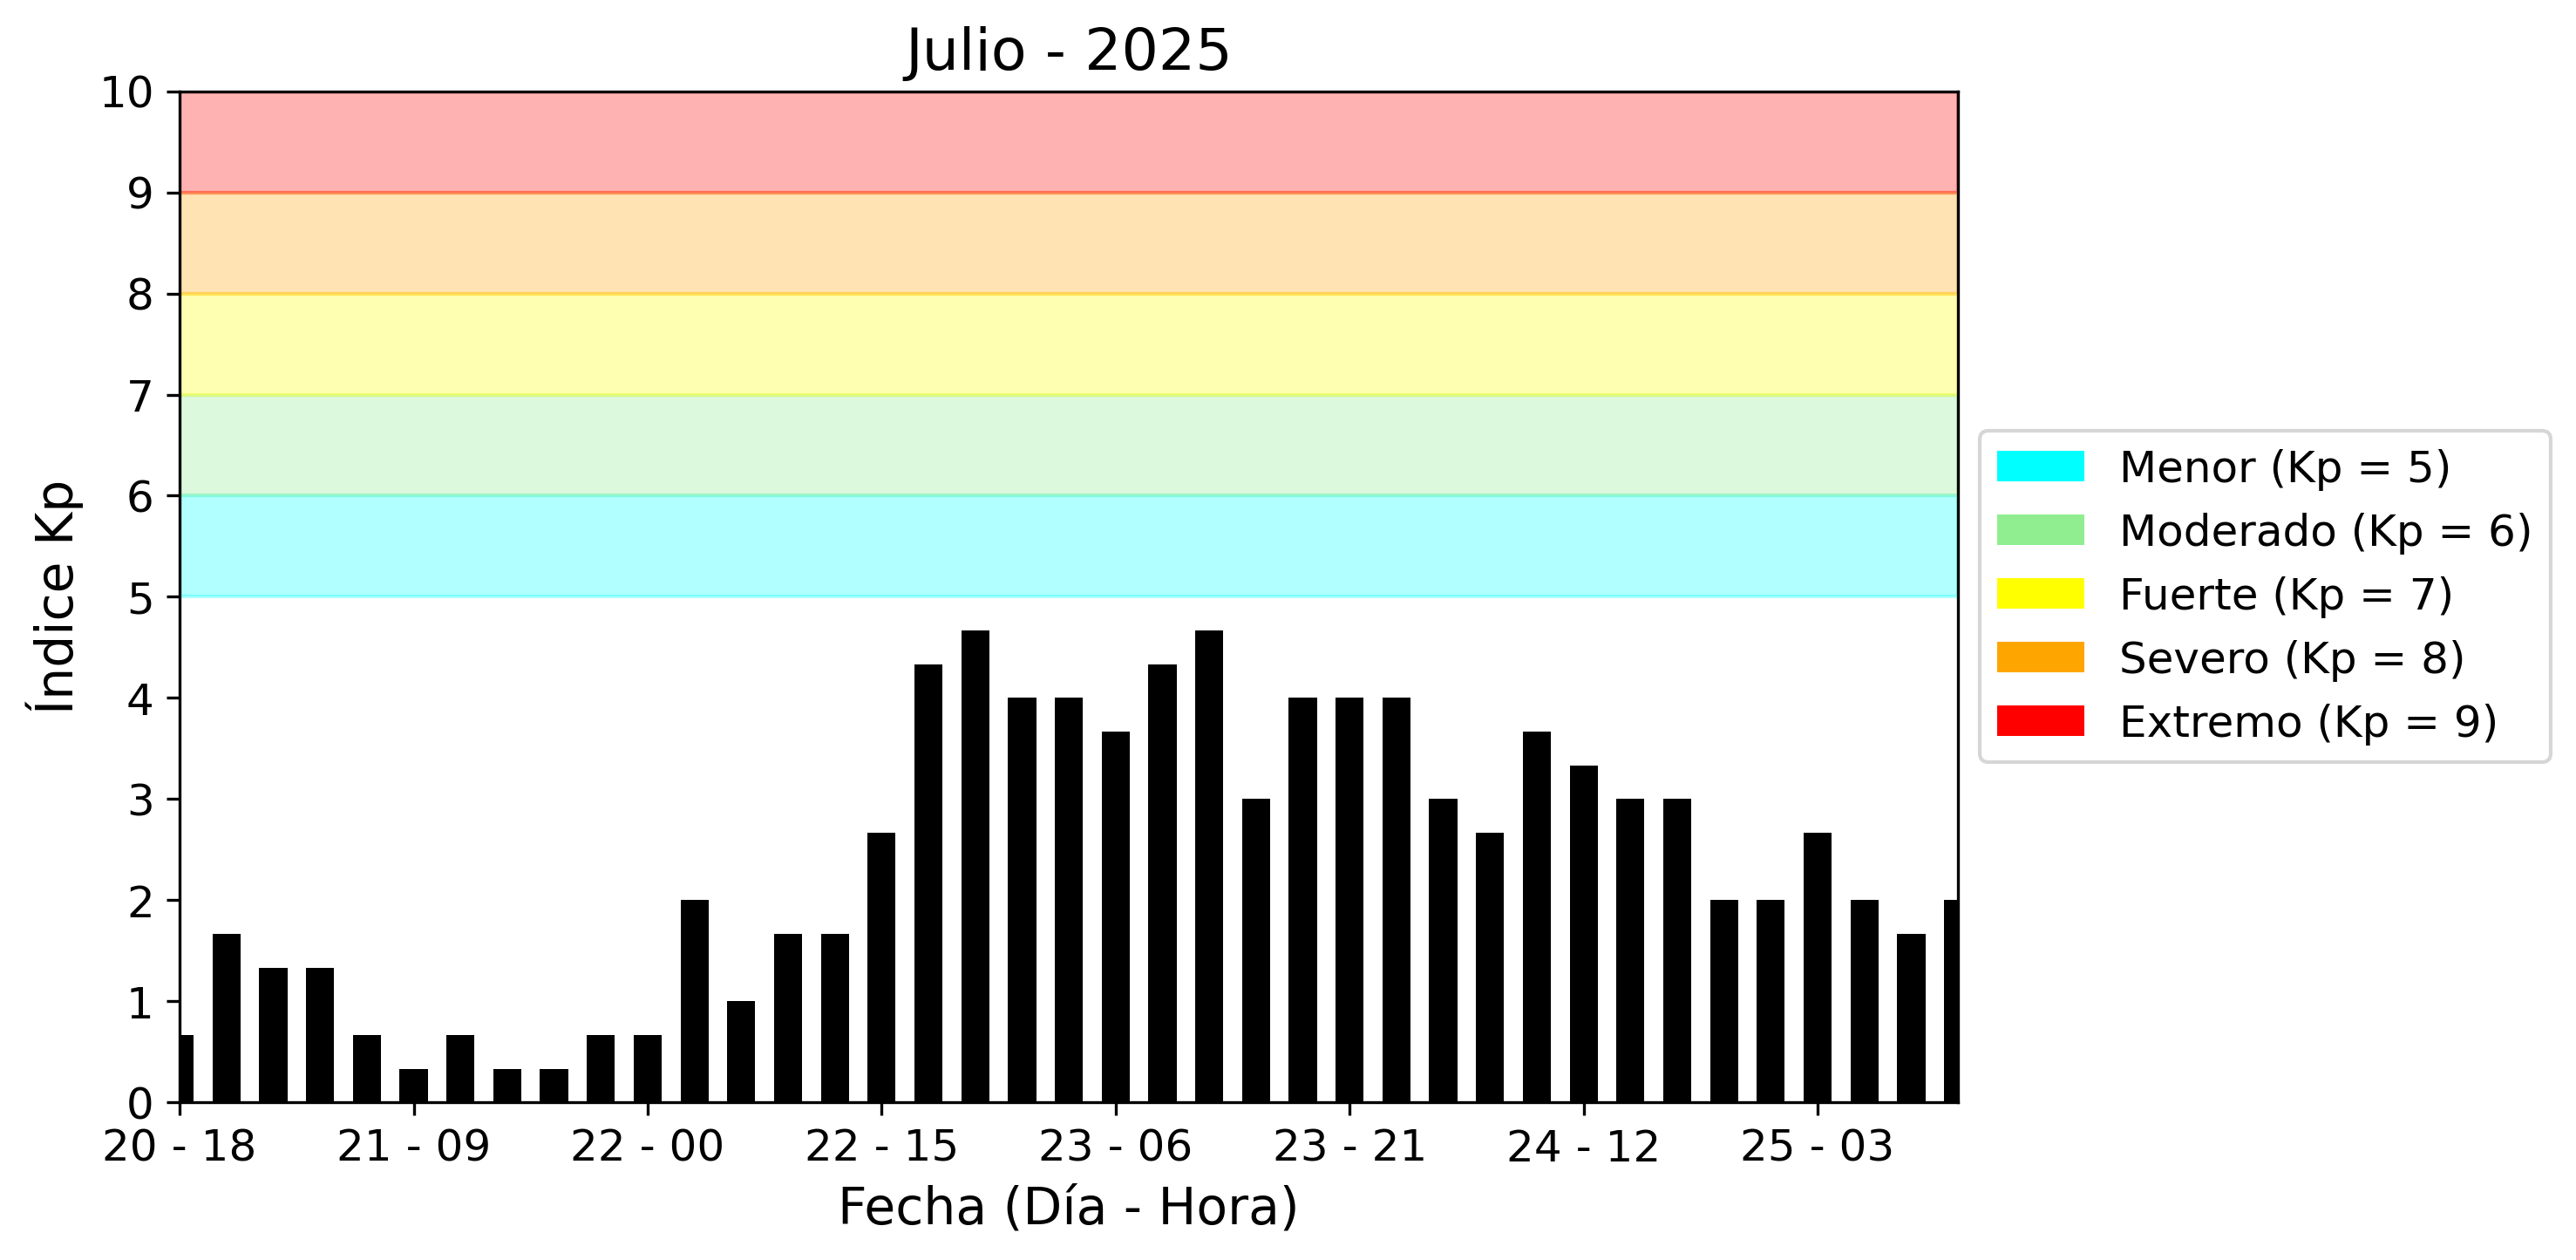 Julio - 2025
10
9
8
7
6
5
4
3
2
1
0
Índice Kp
20 - 18
21 - 09
22 - 00
22 - 15
23 - 06
23 - 21
24 - 12
25 - 03
Fecha (Día - Hora)
Menor (Kp = 5)
Moderado (Kp = 6)
Fuerte (Kp = 7)
Severo (Kp = 8)
Extremo (Kp = 9)